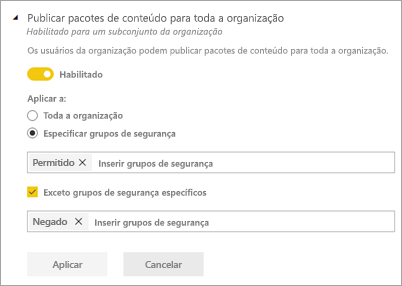 Publicar pacotes de conteúdo para toda a organização
Habilitado para um subconjunto da organização
Os usuários da organização podem publicar pacotes de conteúdo para toda a organização.
Habilitado
Aplicar a:
Toda a organização
Especificar grupos de segurança
Permitido Inserir grupos de segurança
Exceto grupos de segurança específicos
Negado Inserir grupos de segurança
Aplicar Cancelar